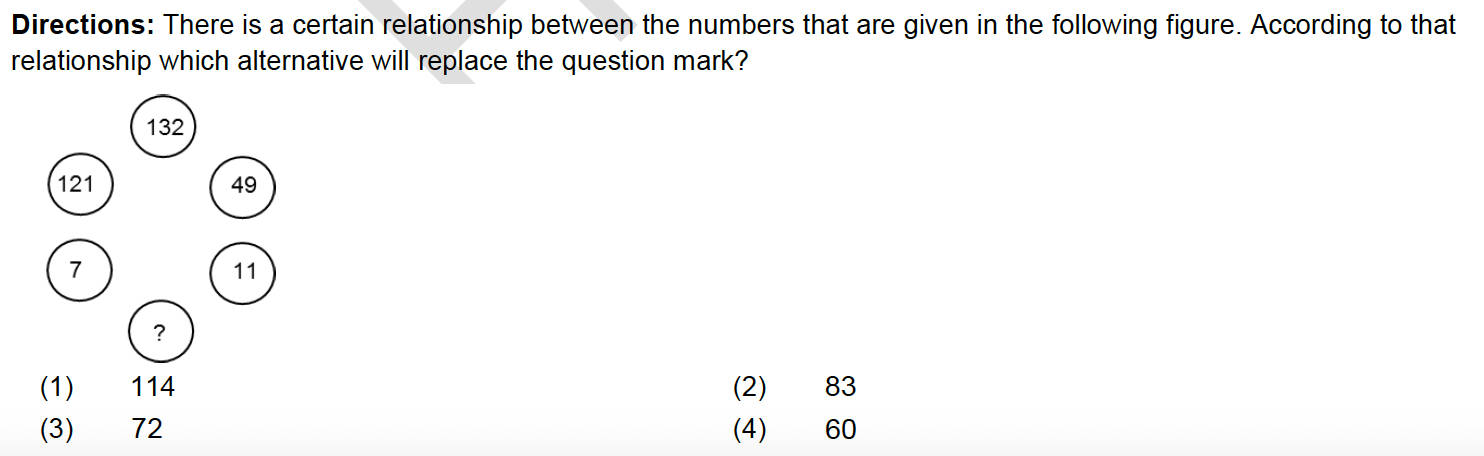 Directions: There is a certain relationship between the numbers that are given in the following figure. According to that
relationship which alternative will replace the question mark?
132
121 49
7 11
?
(1) 114 (2) 83
(3) 72 (4) 60